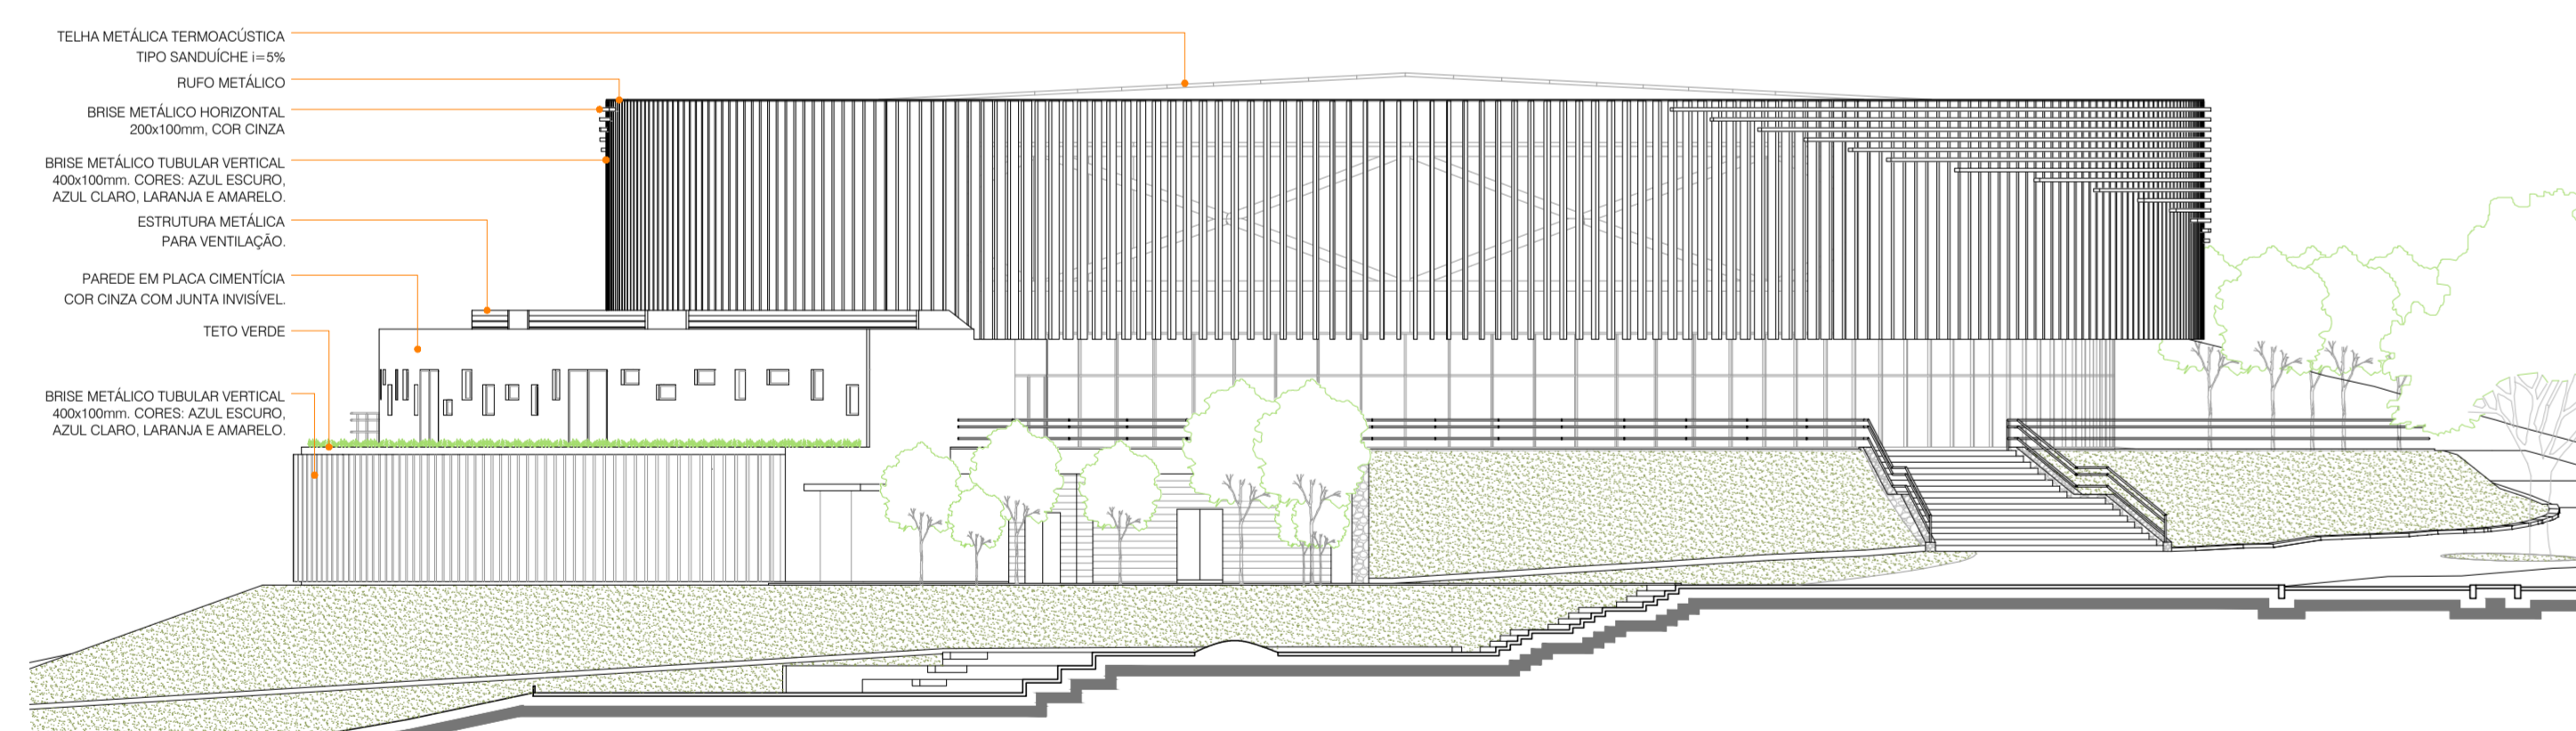 TELHA METÁLICA TERMOACÚSTICA
TIPO SANDUÍCHE i=5%
RUFO METÁLICO
BRISE METÁLICO HORIZONTAL
200x100mm, COR CINZA
BRISE METÁLICO TUBULAR VERTICAL
400x100mm. CORES: AZUL ESCURO,
AZUL CLARO, LARANJA E AMARELO.
ESTRUTURA METÁLICA
PARA VENTILAÇÃO.
PAREDE EM PLACA CIMENTÍCIA
COR CINZA COM JUNTA INVISÍVEL.
TETO VERDE
BRISE METÁLICO TUBULAR VERTICAL
400x100mm. CORES: AZUL ESCURO,
AZUL CLARO, LARANJA E AMARELO.